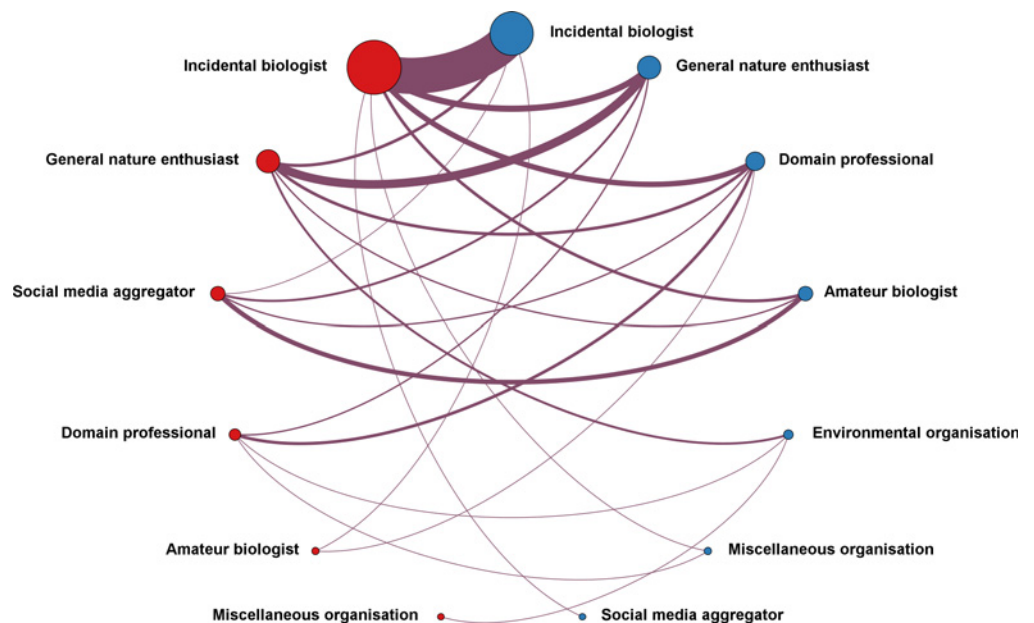 Incidental biologist
Incidental biologist
General nature enthusiast
General nature enthusiast
Domain professional
Social media aggregator
Amateur biologist
Domain professional
Environmental organisation
Amateur biologist
Miscellaneous organisation
Miscellaneous organisation
Social media aggregator